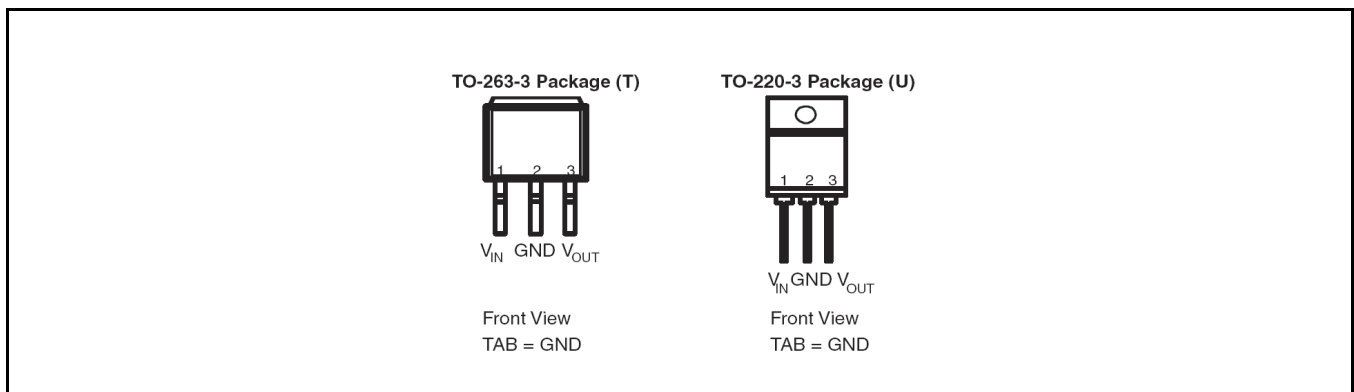 TO-263-3 Package (T)
1 2 3
VIN GND VOUT
Front View
TAB = GND
TO-220-3 Package (U)
1 2 3
VIN GND VOUT
Front View
TAB = GND